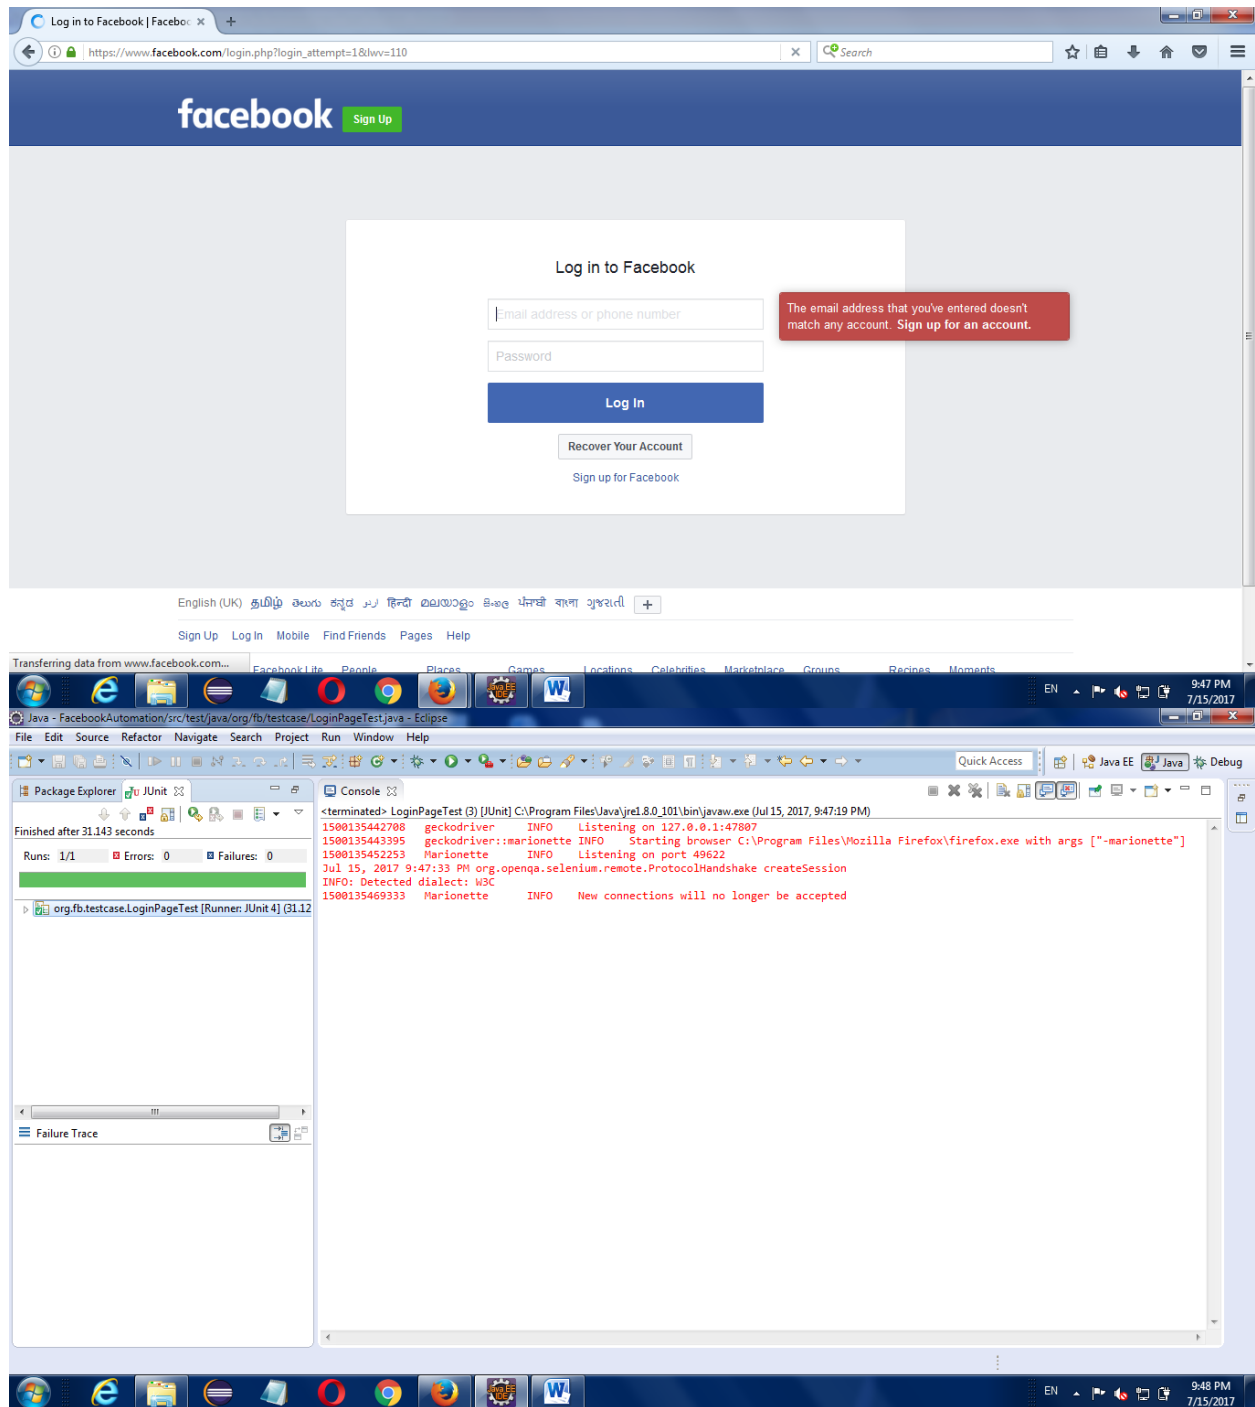 Log in to Facebook | Faceboo
https://www.facebook.com/login.php?login_attempt=1&lwv=110
Search
facebook Sign Up
Log in to Facebook
Email address or phone number
The email address that you've entered doesn't
match any account. Sign up for an account.
Password
Log In
Recover Your Account
Sign up for Facebook
English (UK) தமிழ் తెలుగు ಕನ್ನಡ اردو हिन्दी മലയാളം සිංහල ਪੰਜਾਬੀ বাংলা ગુજરાતી +
Sign Up Log In Mobile Find Friends Pages Help
Transferring data from www.facebook.com...
Facebook Lite People Places Games Locations Celebrities Marketplace Groups Recipes Moments
EN 9:47 PM
7/15/2017
Java - FacebookAutomation/src/test/java/org/fb/testcase/LoginPageTest.java - Eclipse
File Edit Source Refactor Navigate Search Project Run Window Help
Quick Access Java EE Java Debug
Package Explorer JUnit
Console
Finished after 31.143 seconds
Runs: 1/1 Errors: 0 Failures: 0
org.fb.testcase.LoginPageTest [Runner: JUnit 4] (31.12
<terminated> LoginPageTest (3) [JUnit] C:\Program Files\Java\jre1.8.0_101\bin\javaw.exe (Jul 15, 2017, 9:47:19 PM)
1500135442708 geckodriver INFO Listening on 127.0.0.1:47807
1500135443395 geckodriver::marionette INFO Starting browser C:\Program Files\Mozilla Firefox\firefox.exe with args ["-marionette"]
1500135452253 Marionette INFO Listening on port 49622
Jul 15, 2017 9:47:33 PM org.openqa.selenium.remote.ProtocolHandshake createSession
INFO: Detected dialect: W3C
1500135469333 Marionette INFO New connections will no longer be accepted
Failure Trace
EN 9:48 PM
7/15/2017